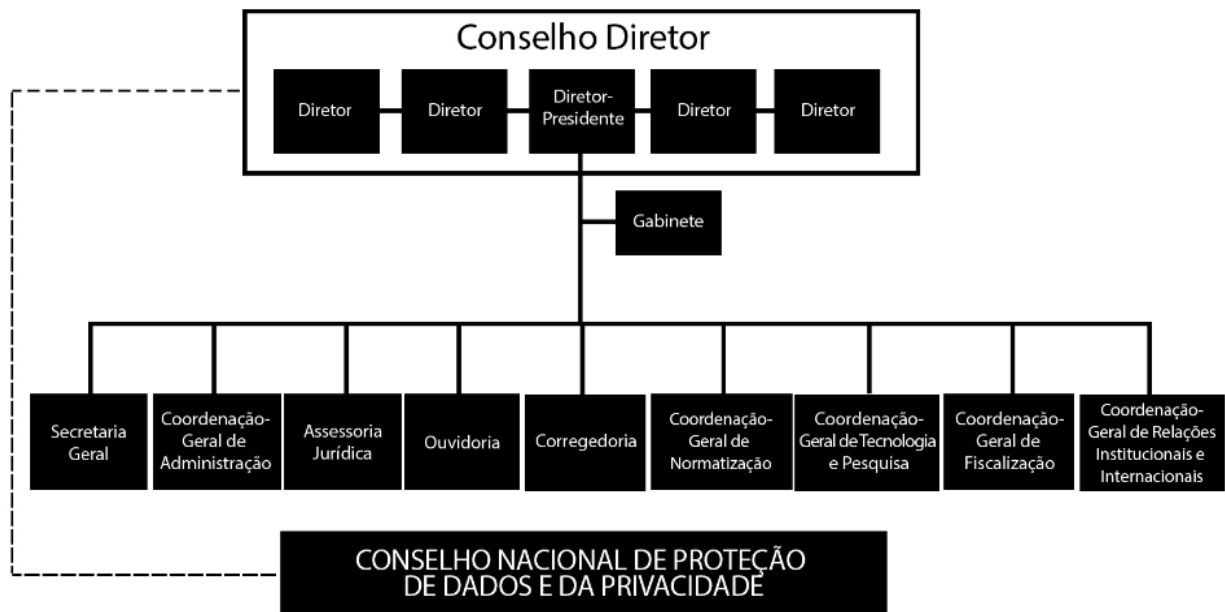 Conselho Diretor
Diretor
Diretor
Diretor-
Presidente
Diretor
Diretor
Gabinete
Secretaria
Geral
Coordenação-
Geral de
Administração
Assessoria
Jurídica
Ouvidoria
Corregedoria
Coordenação-
Geral de
Normatização
Coordenação-
Geral de Tecnologia
e Pesquisa
Coordenação-
Geral de
Fiscalização
Coordenação-
Geral de Relações
Institucionais e
Internacionais
CONSELHO NACIONAL DE PROTEÇÃO
DE DADOS E DA PRIVACIDADE